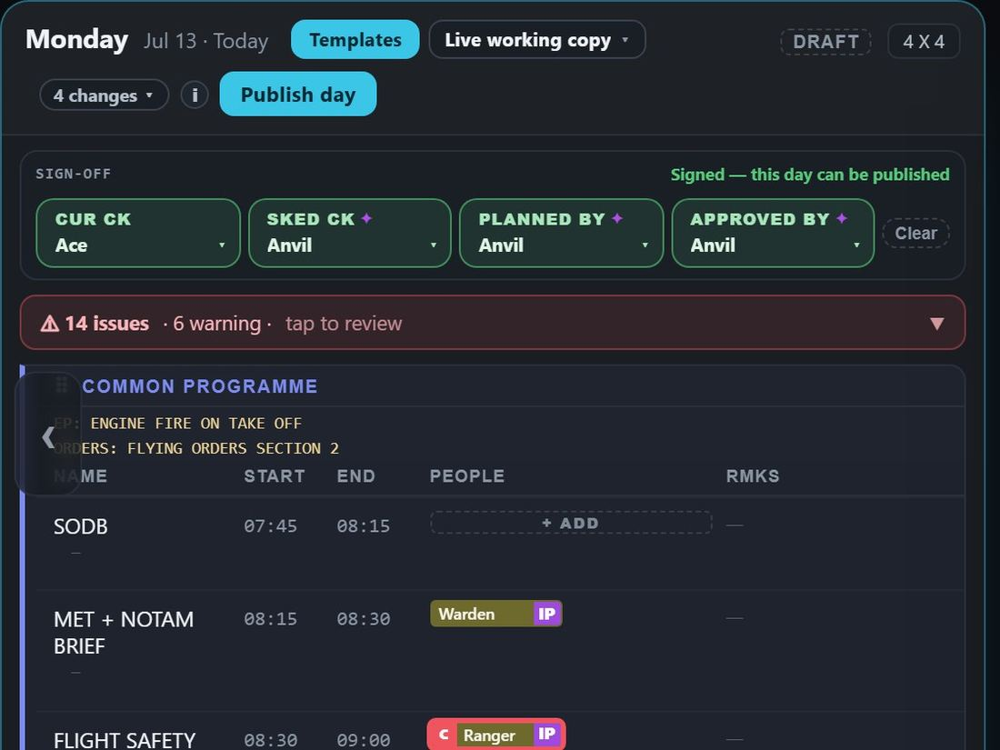 Monday Jul 13 · Today Templates Live working copy ▾ DRAFT 4 X 4
4 changes ▾ i Publish day
SIGN-OFF Signed — this day can be published
CUR CK SKED CK ✦ PLANNED BY ✦ APPROVED BY ✦
Ace ▾ Anvil ▾ Anvil ▾ Anvil ▾ Clear
⚠ 14 issues · 6 warning · tap to review ▼
COMMON PROGRAMME
EP: ENGINE FIRE ON TAKE OFF
ORDERS: FLYING ORDERS SECTION 2
NAME START END PEOPLE RMKS
SODB 07:45 08:15 + ADD —
—
MET + NOTAM 08:15 08:30 Warden IP —
BRIEF
—
FLIGHT SAFETY 08:30 09:00 C Ranger IP —